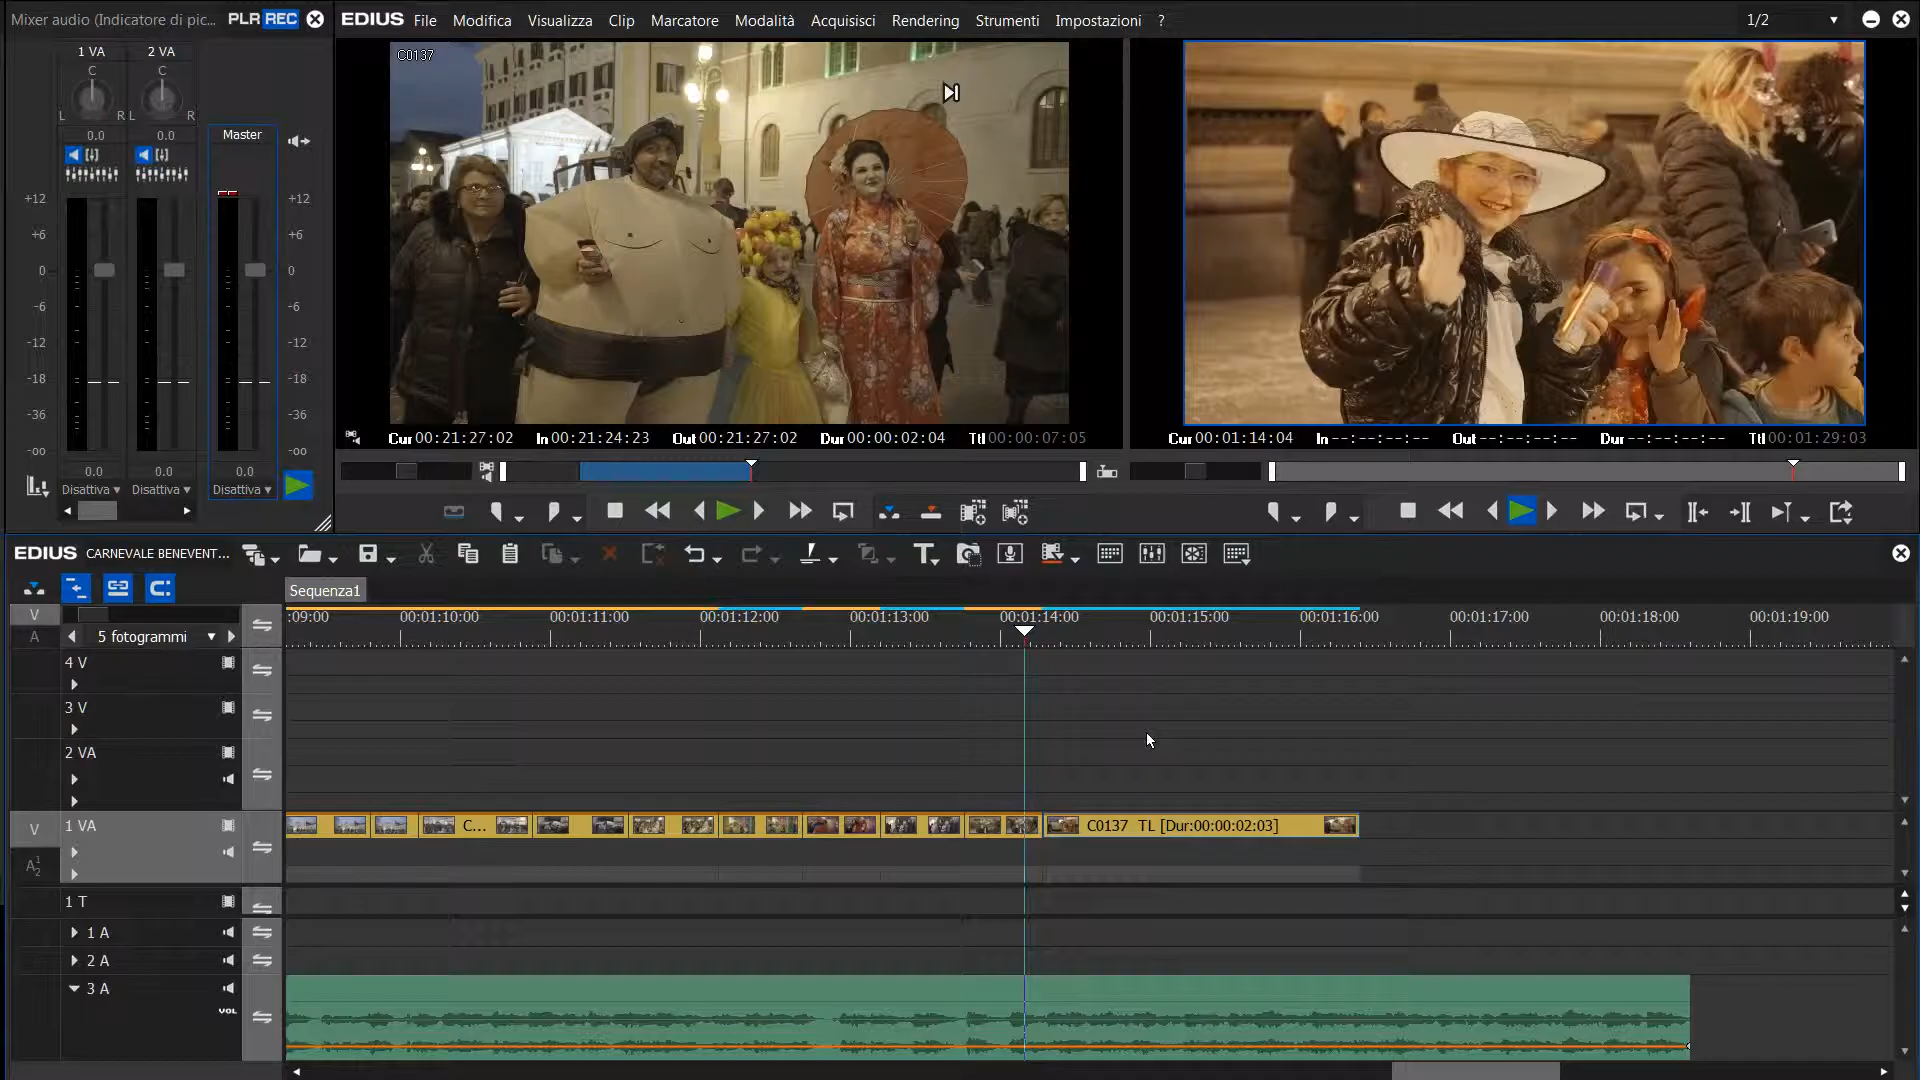 Mixer audio (Indicatore di pic... PLR REC
EDIUS File Modifica Visualizza Clip Marcatore Modalità Acquisisci Rendering Strumenti Impostazioni ? 1/2
1 VA 2 VA
C C
L R L R
0.0 0.0 Master
+12 +12
+6 +6
0 0
-6 -6
-12 -12
-18 -18
-36 -36
-oo -oo
0.0 0.0 0.0
Disattiva Disattiva Disattiva
C0137
Cur 00:21:27:02 In 00:21:24:23 Out 00:21:27:02 Dur 00:00:02:04 Ttl 00:00:07:05
Cur 00:01:14:04 In --:--:--:-- Out --:--:--:-- Dur --:--:--:-- Ttl 00:01:29:03
EDIUS CARNEVALE BENEVENT...
Sequenza1
V
A 5 fotogrammi
:09:00 00:01:10:00 00:01:11:00 00:01:12:00 00:01:13:00 00:01:14:00 00:01:15:00 00:01:16:00 00:01:17:00 00:01:18:00 00:01:19:00
4 V
3 V
2 VA
V 1 VA C... C0137 TL [Dur:00:00:02:03]
A 1 2
1 T
1 A
2 A
3 A
VOL